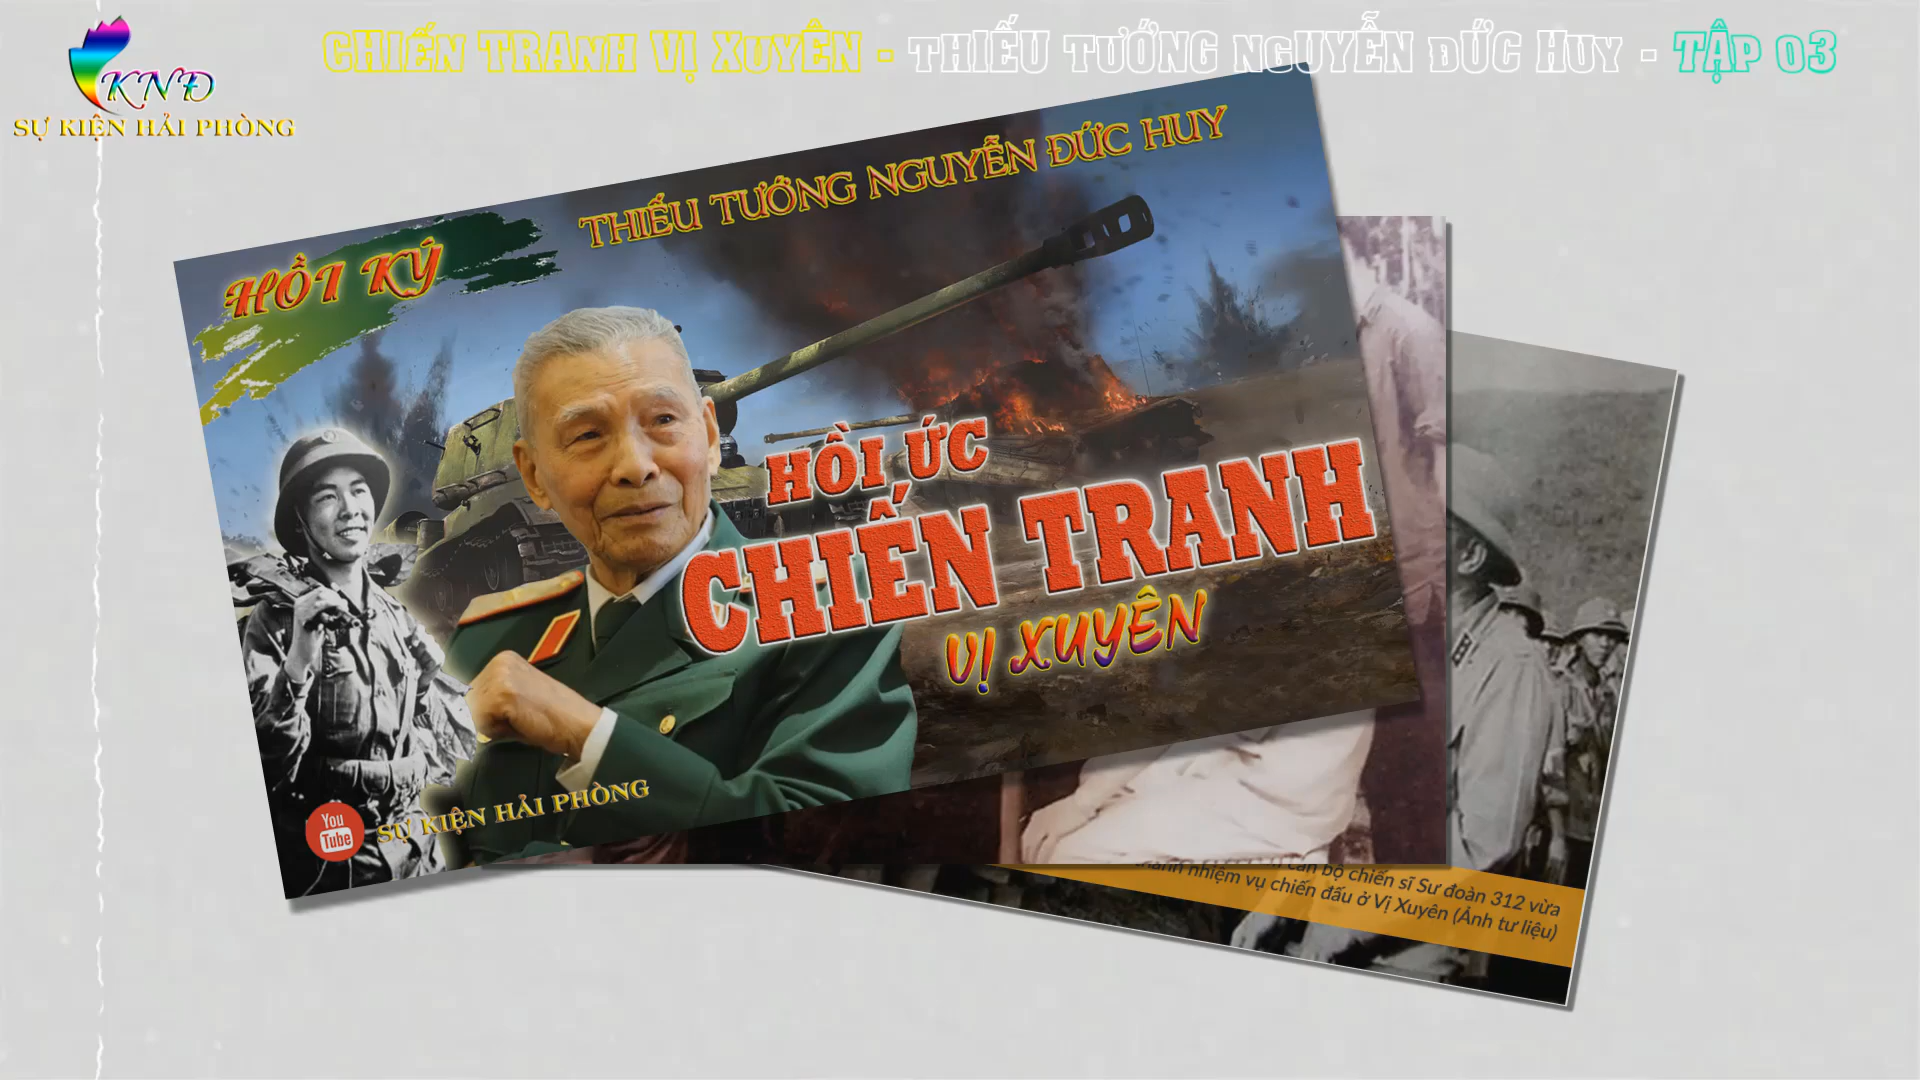 KNĐ
SỰ KIỆN HẢI PHÒNG
CHIẾN TRANH VỊ XUYÊN - THIẾU TƯỚNG NGUYỄN ĐỨC HUY - TẬP 03
THIẾU TƯỚNG NGUYỄN ĐỨC HUY
HỒI KÝ
HỒI ỨC
CHIẾN TRANH
VỊ XUYÊN
You
Tube
SỰ KIỆN HẢI PHÒNG
cán bộ chiến sĩ Sư đoàn 312 vừa
nhiệm vụ chiến đấu ở Vị Xuyên (Ảnh tư liệu)